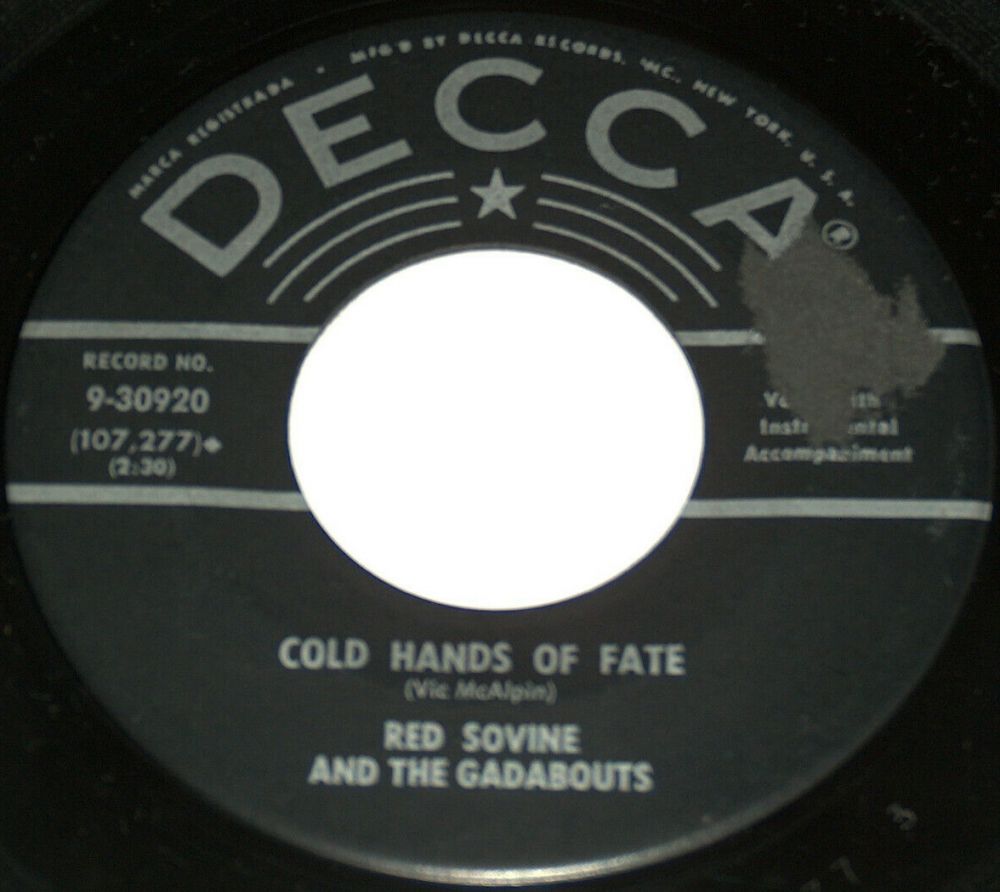 MARCA REGISTRADA • MFG'D BY DECCA RECORDS, INC., NEW YORK, U.S.A.
DECCA®
RECORD NO.
9-30920
(107,277)◆
(2:30)
Instrumental
Accompaniment
COLD HANDS OF FATE
(Vic McAlpin)
RED SOVINE
AND THE GADABOUTS